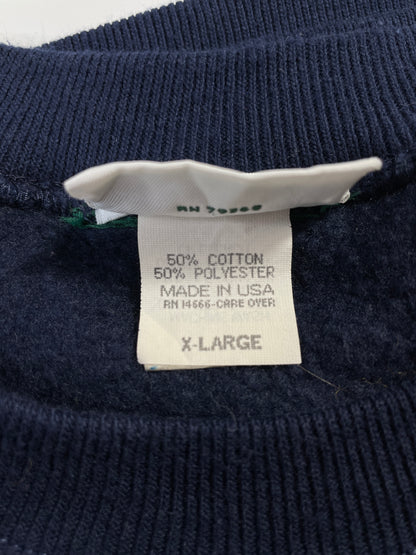 50% COTTON
50% POLYESTER
MADE IN USA
RN 14666-CARE OVER
X-LARGE